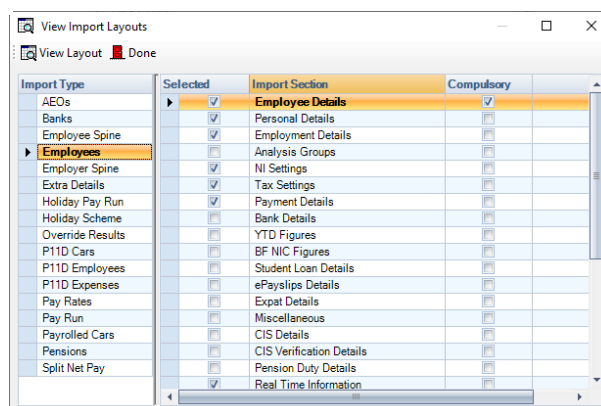 View Import Layouts
View Layout Done
Import Type Selected Import Section Compulsory
AEOs Employee Details
Banks Personal Details
Employee Spine Employment Details
Employees Analysis Groups
Employer Spine NI Settings
Extra Details Tax Settings
Holiday Pay Run Payment Details
Holiday Scheme Bank Details
Override Results YTD Figures
P11D Cars BF NIC Figures
P11D Employees Student Loan Details
P11D Expenses ePayslips Details
Pay Rates Expat Details
Pay Run Miscellaneous
Payrolled Cars CIS Details
Pensions CIS Verification Details
Split Net Pay Pension Duty Details
Real Time Information